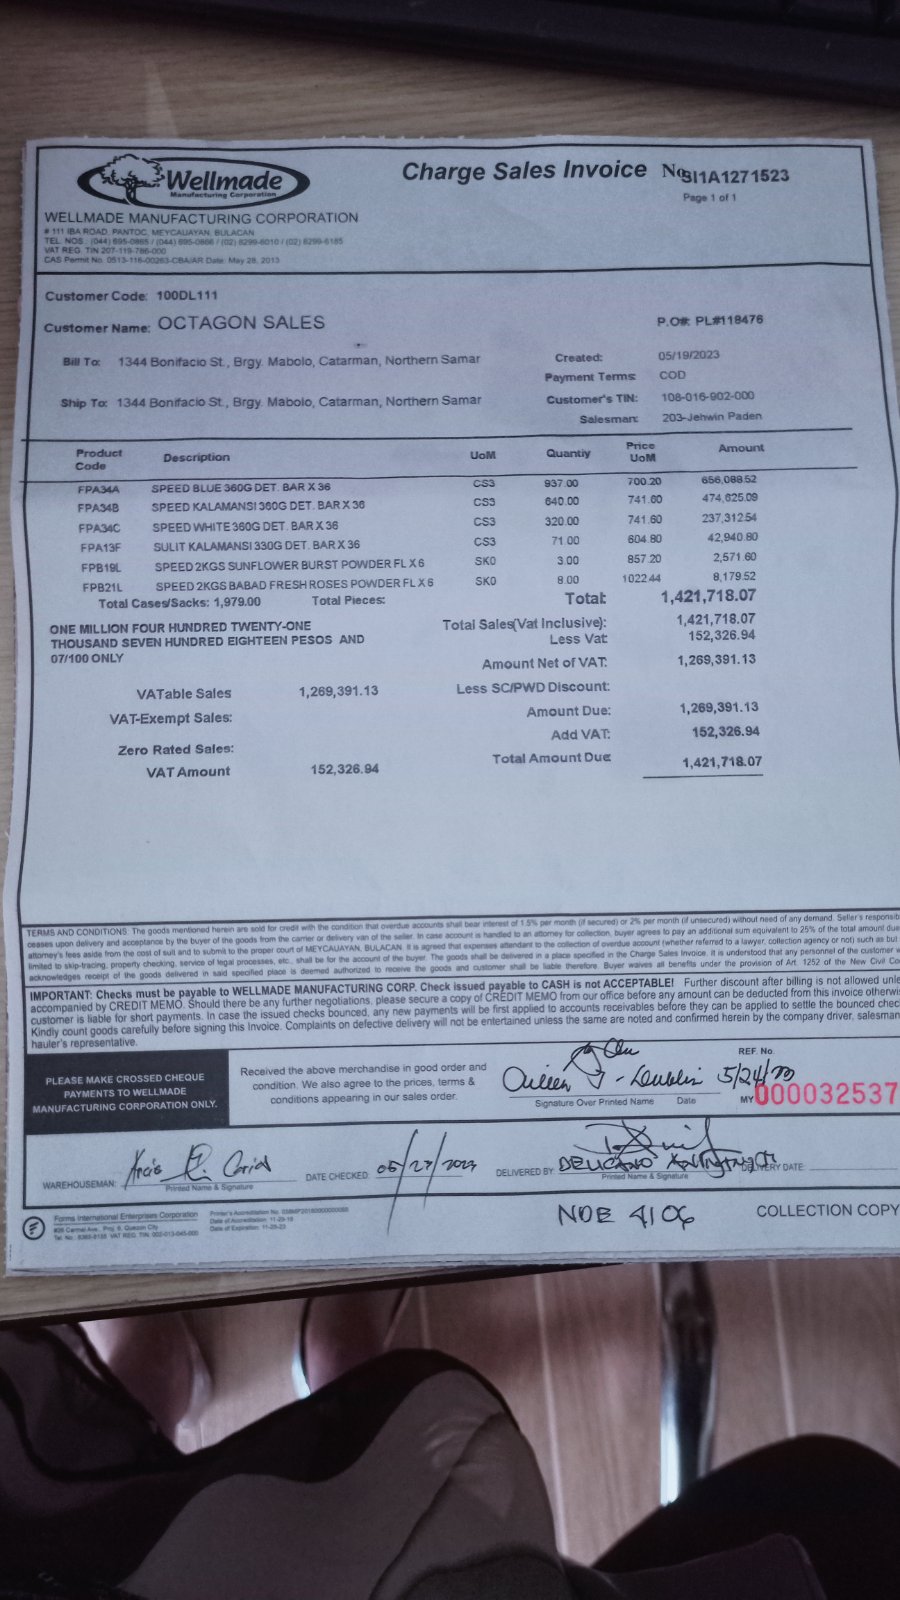 Wellmade
Manufacturing Corporation
Charge Sales Invoice No SI1A1271523
Page 1 of 1
WELLMADE MANUFACTURING CORPORATION
# 111 IBA ROAD, PANTOC, MEYCAUAYAN, BULACAN
TEL. NOS.: (044) 695-0865 / (044) 695-0866 / (02) 8299-6010 / (02) 8299-6185
VAT REG. TIN 207-119-786-000
CAS Permit No. 0513-116-00263-CBA/AR Date: May 28, 2013
Customer Code: 100DL111
Customer Name: OCTAGON SALES
P.O#: PL#118476
Bill To: 1344 Bonifacio St., Brgy. Mabolo, Catarman, Northern Samar
Created: 05/19/2023
Payment Terms: COD
Ship To: 1344 Bonifacio St., Brgy. Mabolo, Catarman, Northern Samar
Customer's TIN: 108-016-902-000
Salesman: 203-Jehwin Paden
Product Code Description UoM Quantiy Price UoM Amount
FPA34A SPEED BLUE 360G DET. BAR X 36 CS3 937.00 700.20 656,088.52
FPA34B SPEED KALAMANSI 360G DET. BAR X 36 CS3 640.00 741.60 474,625.09
FPA34C SPEED WHITE 360G DET. BAR X 36 CS3 320.00 741.60 237,312.54
FPA13F SULIT KALAMANSI 330G DET. BAR X 36 CS3 71.00 604.80 42,940.80
FPB19L SPEED 2KGS SUNFLOWER BURST POWDER FL X 6 SK0 3.00 857.20 2,571.60
FPB21L SPEED 2KGS BABAD FRESH ROSES POWDER FL X 6 SK0 8.00 1022.44 8,179.52
Total Cases/Sacks: 1,979.00 Total Pieces: Total: 1,421,718.07
ONE MILLION FOUR HUNDRED TWENTY-ONE
THOUSAND SEVEN HUNDRED EIGHTEEN PESOS AND
07/100 ONLY
Total Sales(Vat Inclusive): 1,421,718.07
Less Vat: 152,326.94
Amount Net of VAT: 1,269,391.13
VATable Sales 1,269,391.13 Less SC/PWD Discount:
VAT-Exempt Sales: Amount Due: 1,269,391.13
Zero Rated Sales: Add VAT: 152,326.94
VAT Amount 152,326.94 Total Amount Due: 1,421,718.07
TERMS AND CONDITIONS: The goods mentioned herein are sold for credit with the condition that overdue accounts shall bear interest of 1.5% per month (if secured) or 2% per month (if unsecured) without need of any demand. Seller's
ceases upon delivery and acceptance by the buyer of the goods from the carrier or delivery van of the seller. In case account is handled to an attorney for collection, buyer agrees to pay an additional sum equivalent to 25% of the total amount due
attorney's fees aside from the cost of suit and to submit to the proper court of MEYCAUAYAN, BULACAN. It is agreed that expenses attendant to the collection of overdue account (whether referred to a lawyer, collection agency or not) such as but
limited to skip-tracing, property checking, service of legal processes, etc., shall be for the account of the buyer. The goods shall be delivered in a place specified in the Charge Sales Invoice. It is understood that any personnel of the customer
acknowledges receipt of the goods delivered in said specified place is deemed authorized to receive the goods and customer shall be liable therefore. Buyer waives all benefits under the provision of Art. 1252 of the New Civil
IMPORTANT: Checks must be payable to WELLMADE MANUFACTURING CORP. Check issued payable to CASH is not ACCEPTABLE! Further discount after billing is not allowed
accompanied by CREDIT MEMO. Should there be any further negotiations, please secure a copy of CREDIT MEMO from our office before any amount can be deducted from this invoice
customer is liable for short payments. In case the issued checks bounced, any new payments will be first applied to accounts receivables before they can be applied to settle the bounced
Kindly count goods carefully before signing this Invoice. Complaints on defective delivery will not be entertained unless the same are noted and confirmed herein by the company driver, salesman
hauler's representative.
PLEASE MAKE CROSSED CHEQUE
PAYMENTS TO WELLMADE
MANUFACTURING CORPORATION ONLY.
Received the above merchandise in good order and
condition. We also agree to the prices, terms &
conditions appearing in our sales order.
Aileen 5/24/23
Signature Over Printed Name Date
REF. No.
MY 000032537
WAREHOUSEMAN:
Printed Name & Signature
DATE CHECKED: 05/27/2023
DELIVERED BY: DELICANO
Printed Name & Signature
DELIVERY DATE:
Forms International Enterprises Corporation
#26 Carmel Ave., Proj. 6, Quezon City
VAT REG. TIN: 002-013-045-000
Date of Accreditation: 11-29-18
Date of Expiration: 11-28-23
NDE 4106
COLLECTION COPY